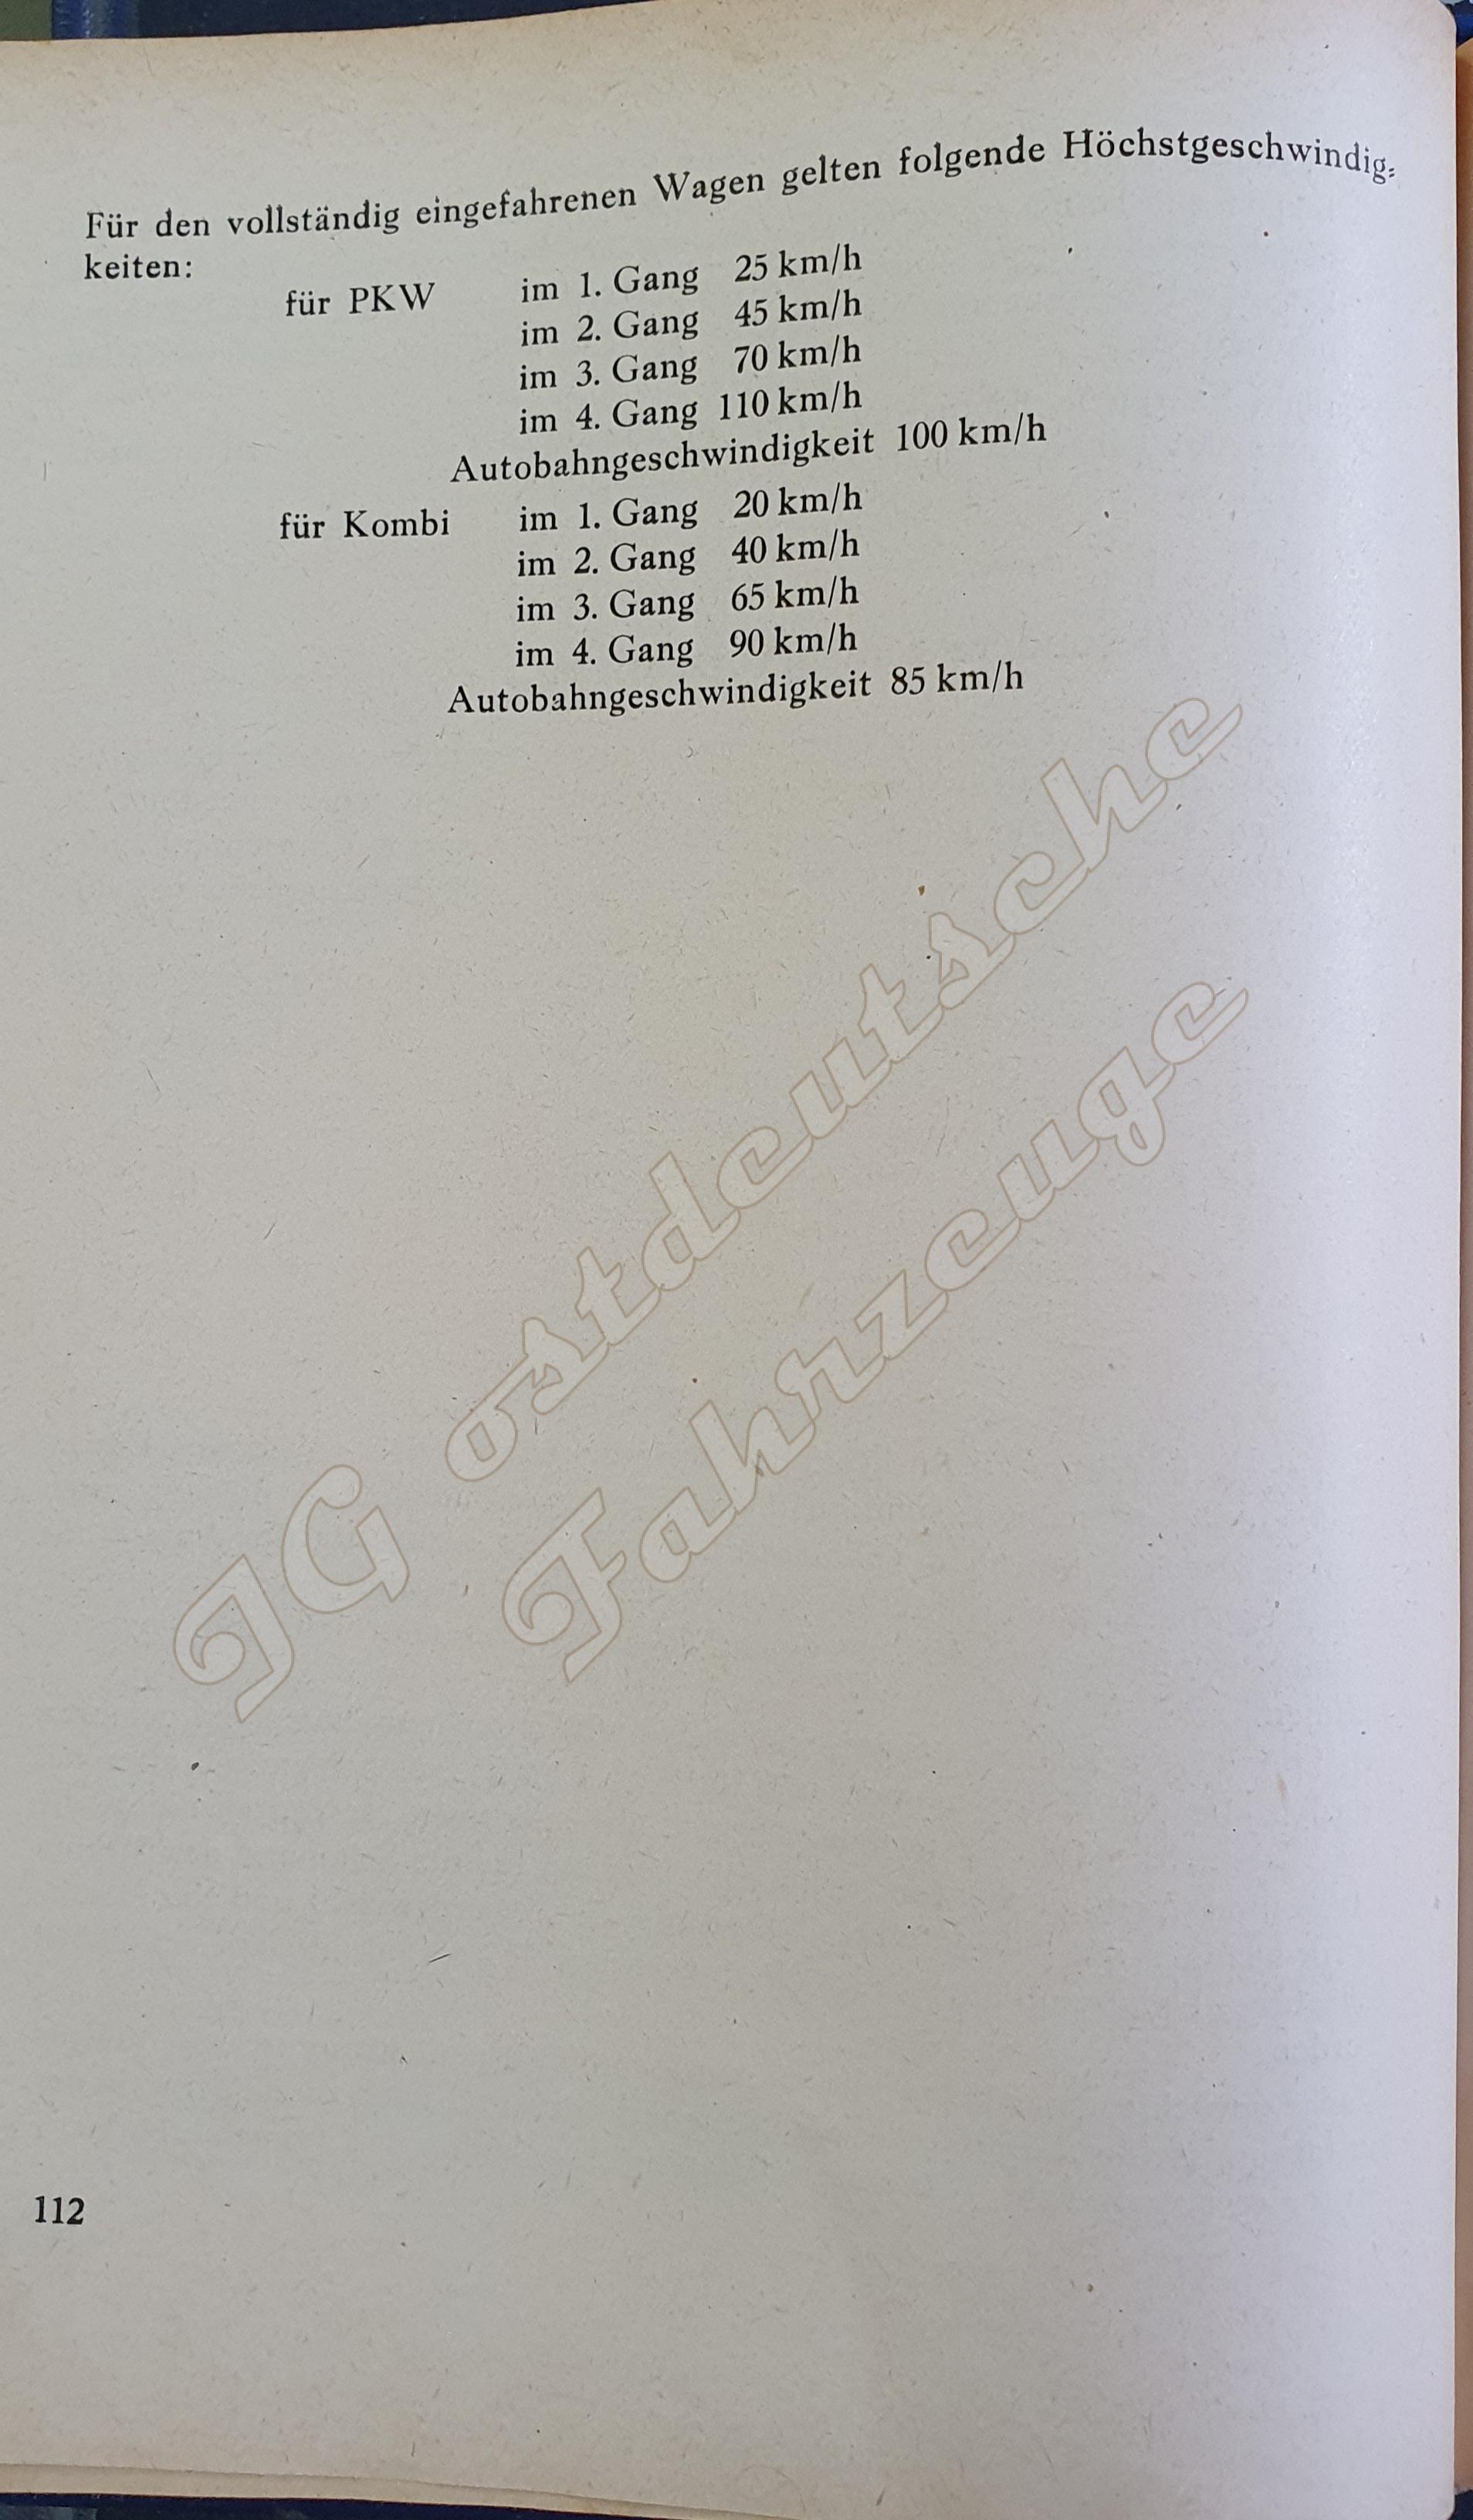 Für den vollständig eingefahrenen Wagen gelten folgende Höchstgeschwindig-
keiten:
für PKW im 1. Gang 25 km/h
im 2. Gang 45 km/h
im 3. Gang 70 km/h
im 4. Gang 110 km/h
Autobahngeschwindigkeit 100 km/h
für Kombi im 1. Gang 20 km/h
im 2. Gang 40 km/h
im 3. Gang 65 km/h
im 4. Gang 90 km/h
Autobahngeschwindigkeit 85 km/h
IG ostdeutsche
Fahrzeuge
112